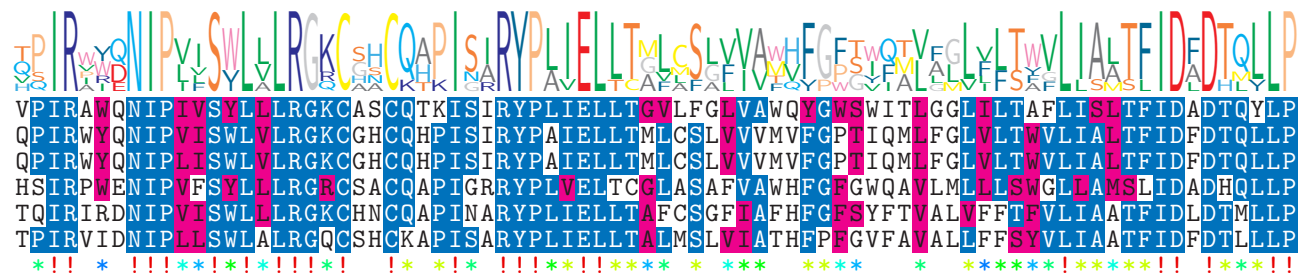 VPIRAWQNIPIVSYLLLRGKCASCQTKISIRYPLIELLTGVLFGLVAWQYGWSWITLGGLILTAFLISLTFIDADTQYLP
QPIRWYQNIPVISWLVLRGKCGHCQHPISIRYPAIELLTMLCSLVVVMVFGPTIQMLFGLVLTWVLIALTFIDFDTQLLP
QPIRWYQNIPLISWLVLRGKCGHCQHPISIRYPAIELLTMLCSLVVVMVFGPTIQMLFGLVLTWVLIALTFIDFDTQLLP
HSIRPWENIPVFSYLLLRGRCSACQAPIGRRYPLVELTCGLASAFVAWHFGFGWQAVLMLLLSWGLLAMSLIDADHQLLP
TQIRIRDNIPVISWLLLRGKCHNCQAPINARYPLIELLTAFCSGFIAFHFGFSYFTVALVFFTFVLIAATFIDLDTMLLP
TPIRVIDNIPLLSWLALRGQCSHCKAPISARYPLIELLTALMSLVIATHFPFGVFAVALLFFSYVLIAATFIDFDTLLLP